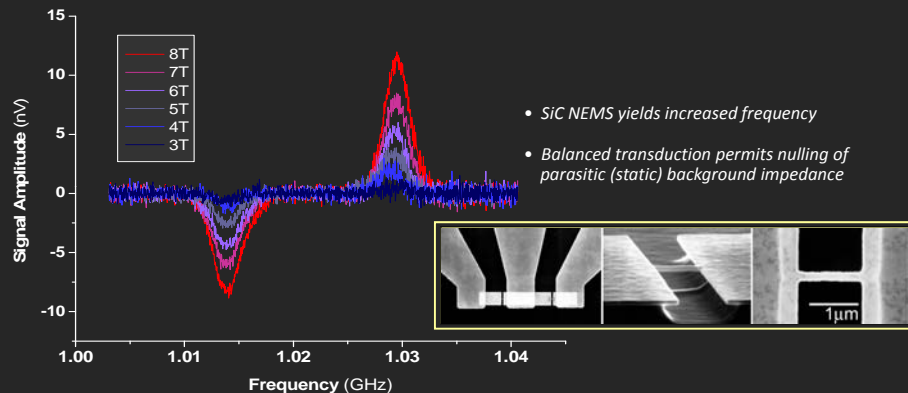 15
10
5
0
-5
-10
Signal Amplitude (nV)
8T
7T
6T
5T
4T
3T
1.00
1.01
1.02
1.03
1.04
Frequency (GHz)
• SiC NEMS yields increased frequency
• Balanced transduction permits nulling of
parasitic (static) background impedance
1μm